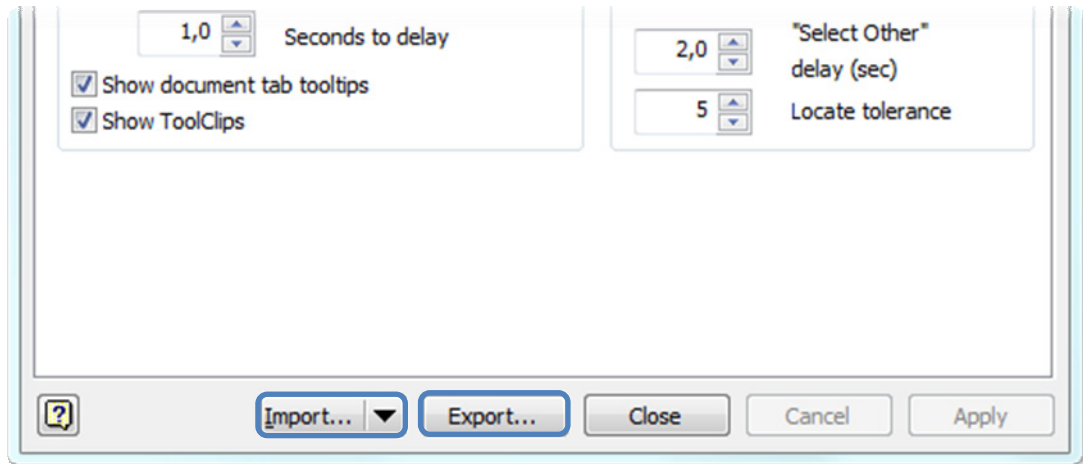 1,0 Seconds to delay
Show document tab tooltips
Show ToolClips
2,0 "Select Other"
delay (sec)
5 Locate tolerance
? Import... Export... Close Cancel Apply